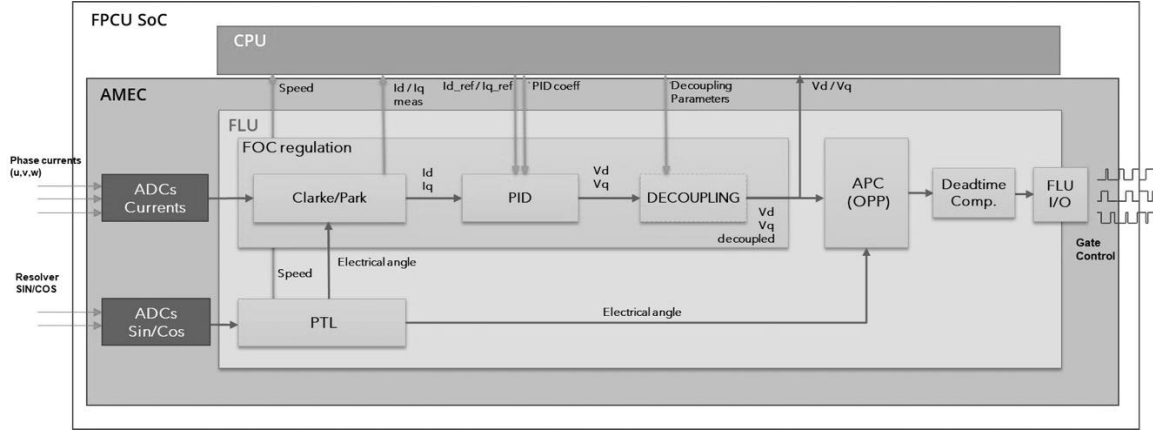 FPCU SoC
CPU
AMEC
Speed
Id / Iq
meas
Id_ref / Iq_ref
PID coeff
Decoupling
Parameters
Vd / Vq
FLU
FOC regulation
Phase currents
(u,v,w)
ADCs
Currents
Clarke/Park
Id
Iq
PID
Vd
Vq
DECOUPLING
Vd
Vq
decoupled
APC
(OPP)
Deadtime
Comp.
FLU
I/O
Gate
Control
Resolver
SIN/COS
ADCs
Sin/Cos
Speed
Electrical angle
PTL
Electrical angle